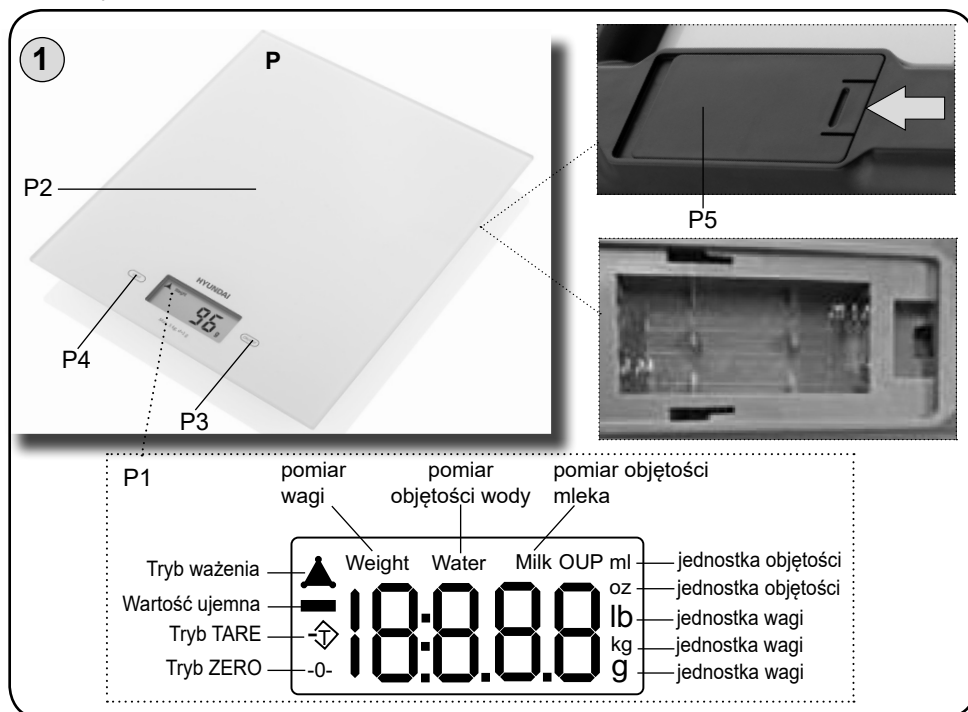 1
P
P2
HYUNDAI
96 g
P4
P3
P5
P1
pomiar
wagi
pomiar
objętości wody
pomiar objętości
mleka
Weight Water Milk OUP ml
Tryb ważenia
Wartość ujemna
Tryb TARE
Tryb ZERO
T
-0-
18:8.8.8
oz
lb
kg
g
jednostka objętości
jednostka objętości
jednostka wagi
jednostka wagi
jednostka wagi